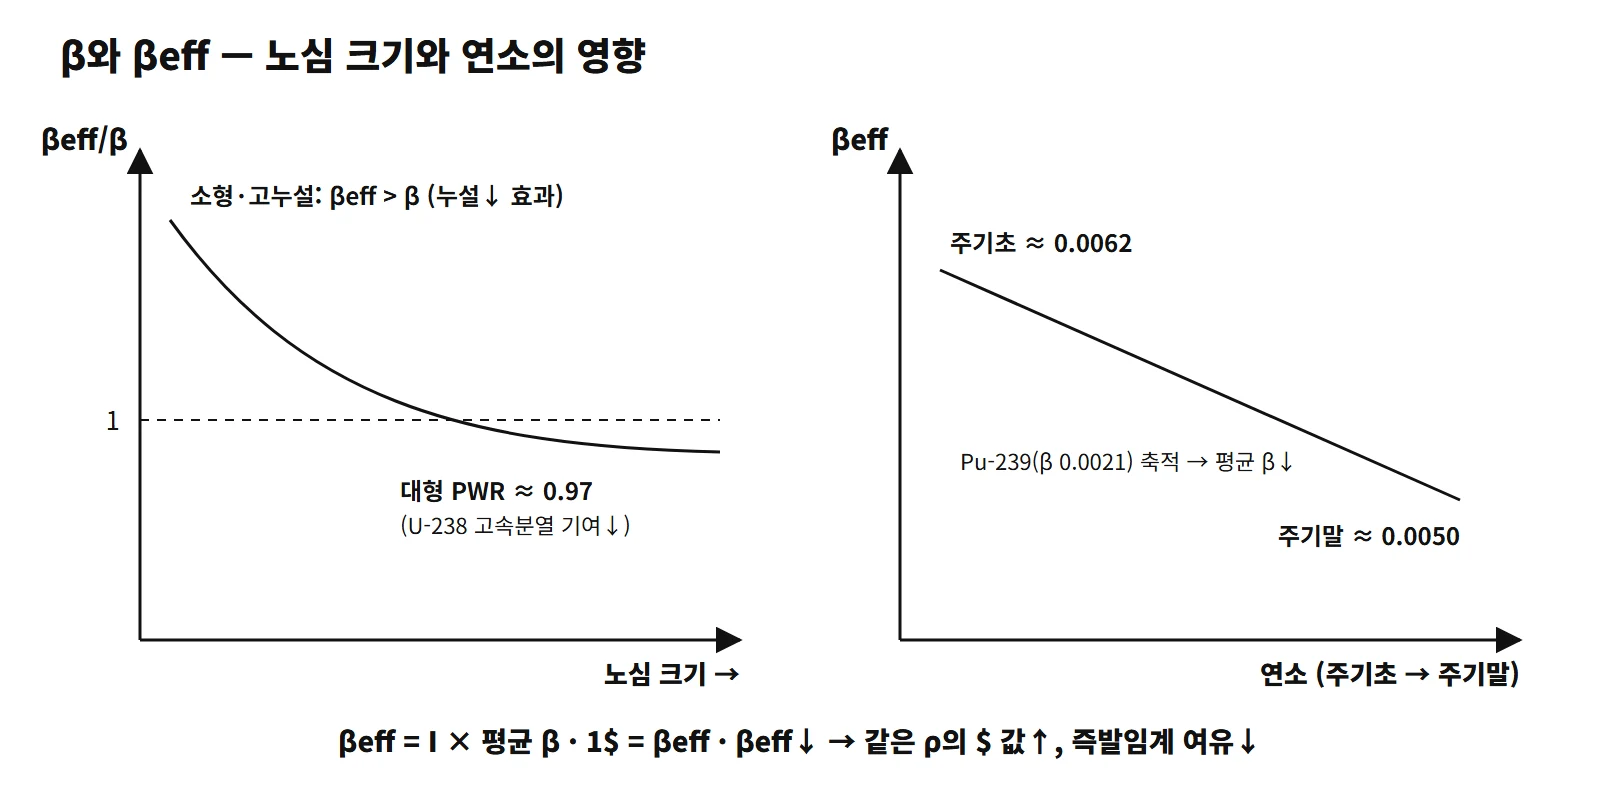 β와 βeff — 노심 크기와 연소의 영향
βeff/β
소형·고누설: βeff > β (누설↓ 효과)
1
대형 PWR ≈ 0.97
(U-238 고속분열 기여↓)
노심 크기 →
βeff
주기초 ≈ 0.0062
Pu-239(β 0.0021) 축적 → 평균 β↓
주기말 ≈ 0.0050
연소 (주기초 → 주기말)
βeff = I × 평균 β · 1$ = βeff · βeff↓ → 같은 ρ의 $ 값↑, 즉발임계 여유↓